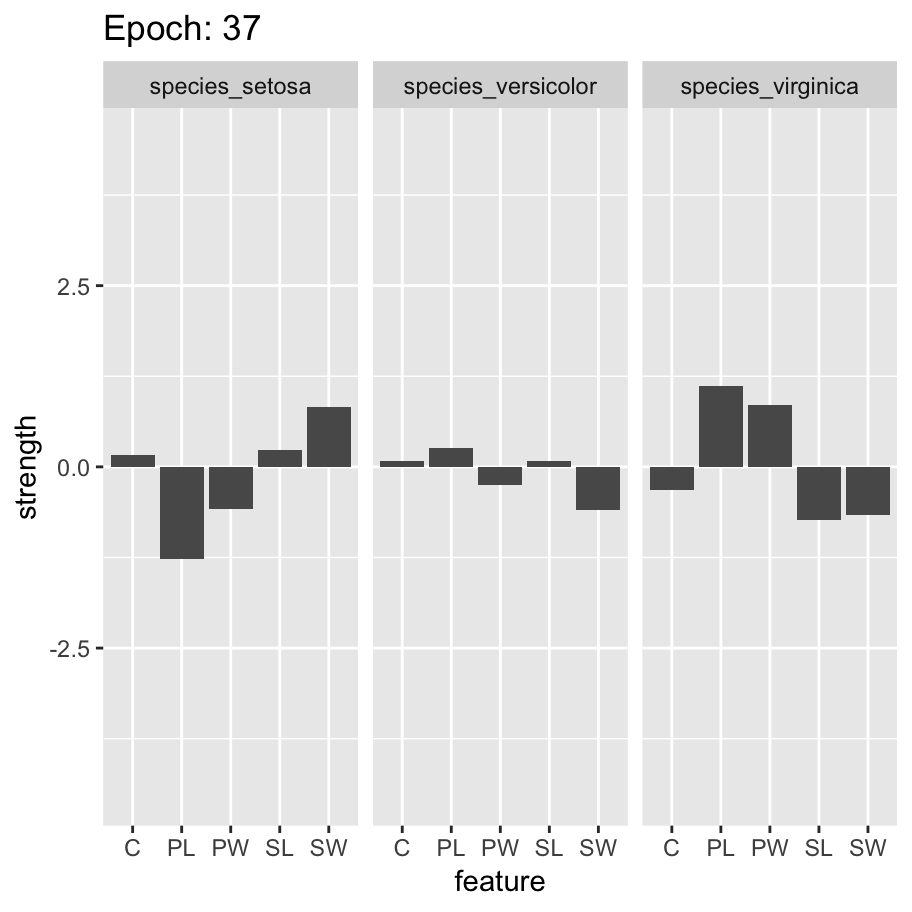 Epoch: 37
species_setosa species_versicolor species_virginica
2.5
0.0
-2.5
strength
C PL PW SL SW C PL PW SL SW C PL PW SL SW
feature